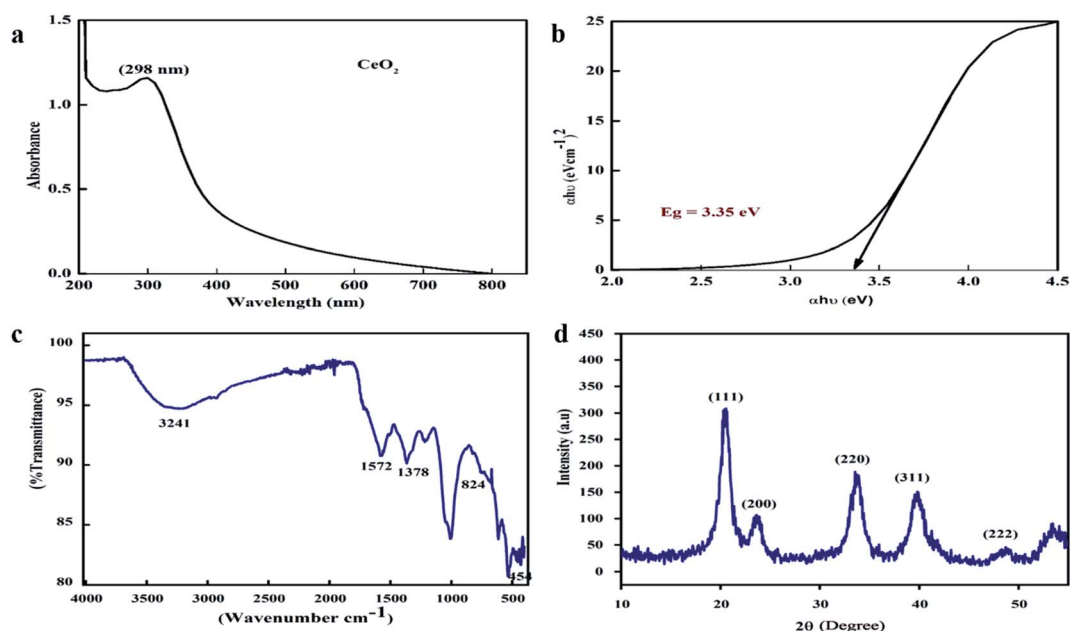 a
1.5
1.0
0.5
0.0
Absorbance
(298 nm)
CeO2
200 300 400 500 600 700 800
Wavelength (nm)
b
25
20
15
10
5
0
αhυ (eVcm-1)2
Eg = 3.35 eV
2.0 2.5 3.0 3.5 4.0 4.5
αhυ (eV)
c
100
95
90
85
80
(%Transmittance)
3241
1572
1378
824
454
4000 3500 3000 2000 1500 1000 500
(Wavenumber cm-1)
d
450
400
350
300
250
200
150
100
50
0
Intensity (a.u)
(111)
(200)
(220)
(311)
(222)
10 20 30 40 50
2θ (Degree)